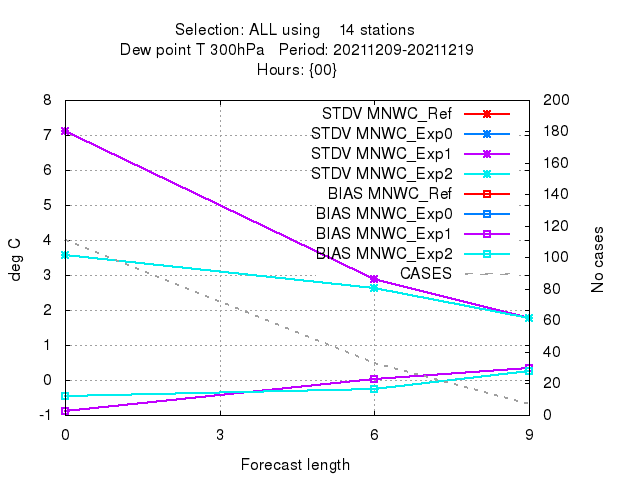 Selection: ALL using    14 stations
Dew point T 300hPa   Period: 20211209-20211219
Hours: {00}
8 200
7 180
6 160
5 140
4 120
3 100
2 80
1 60
0 40
-1 20
0
STDV MNWC_Ref
STDV MNWC_Exp0
STDV MNWC_Exp1
STDV MNWC_Exp2
BIAS MNWC_Ref
BIAS MNWC_Exp0
BIAS MNWC_Exp1
BIAS MNWC_Exp2
CASES
deg C
No cases
0 3 6 9
Forecast length